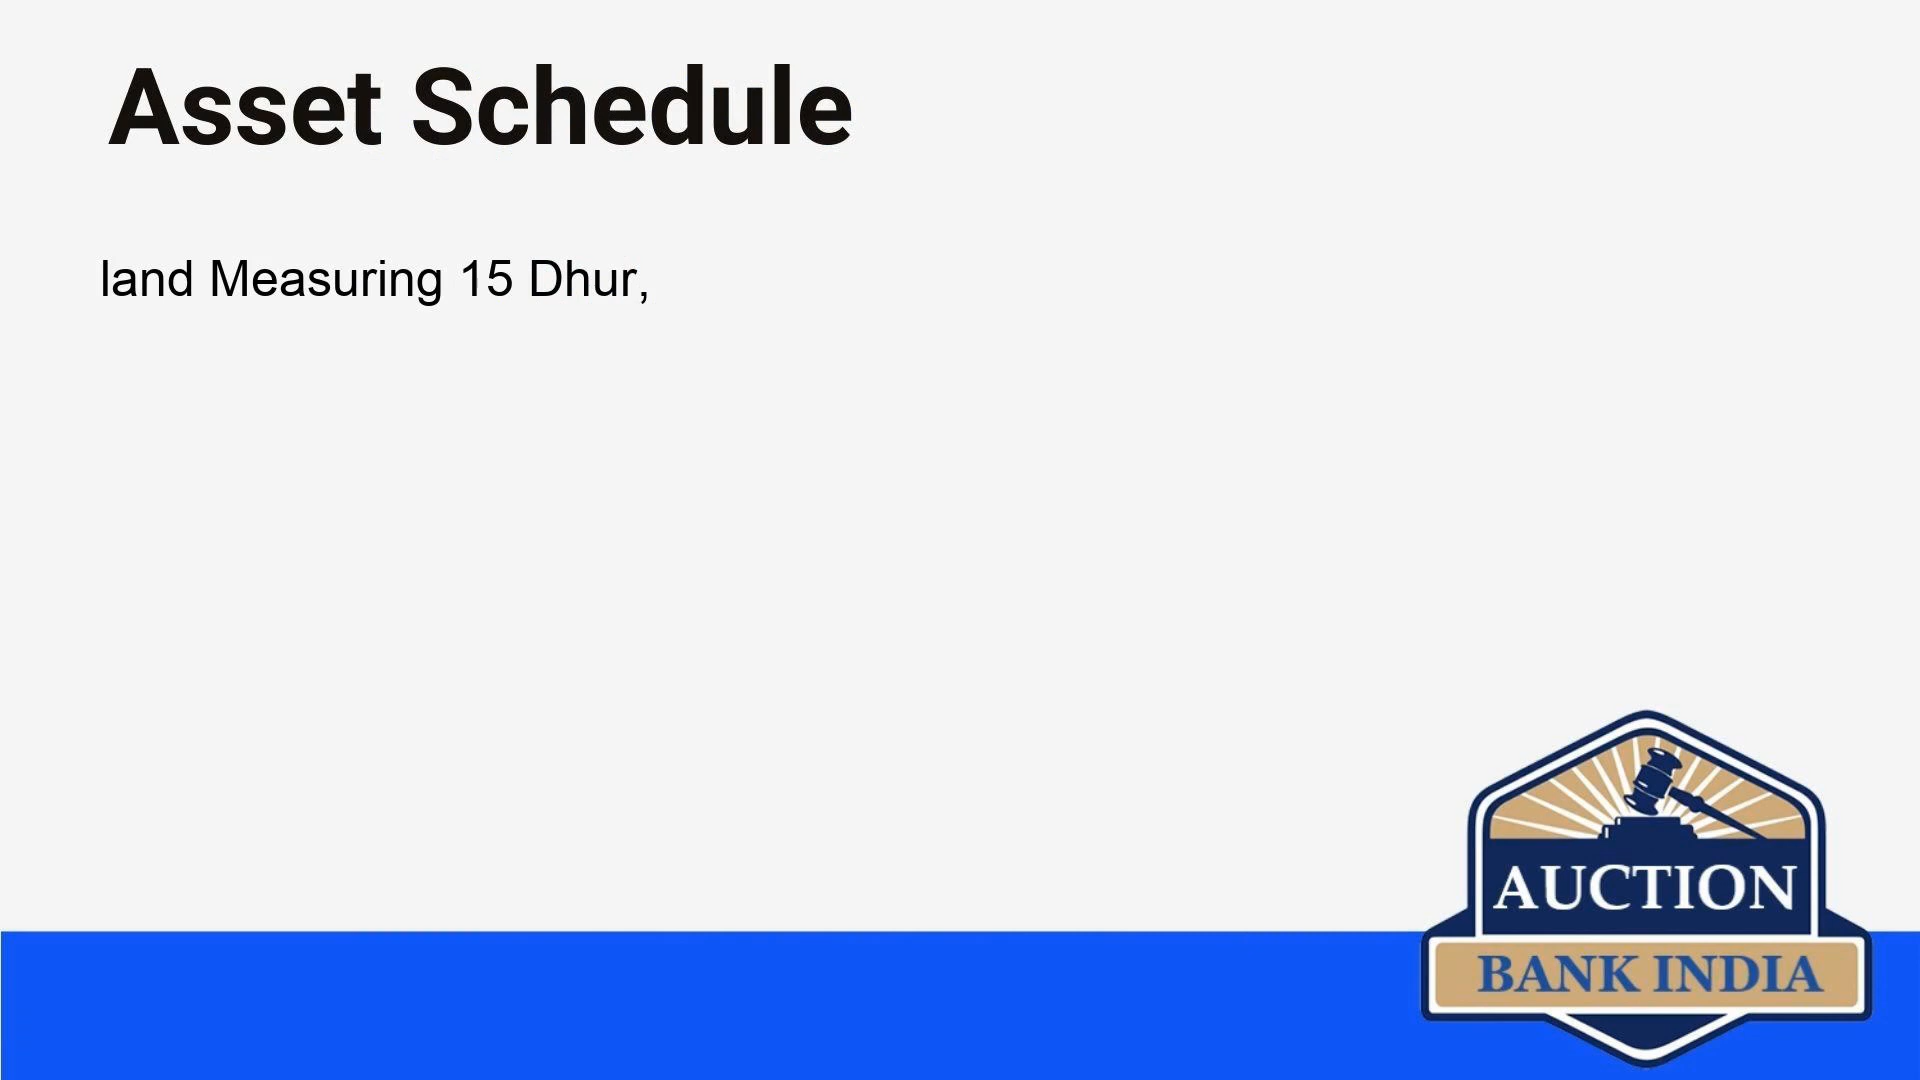 Asset Schedule
land Measuring 15 Dhur,
AUCTION
BANK INDIA